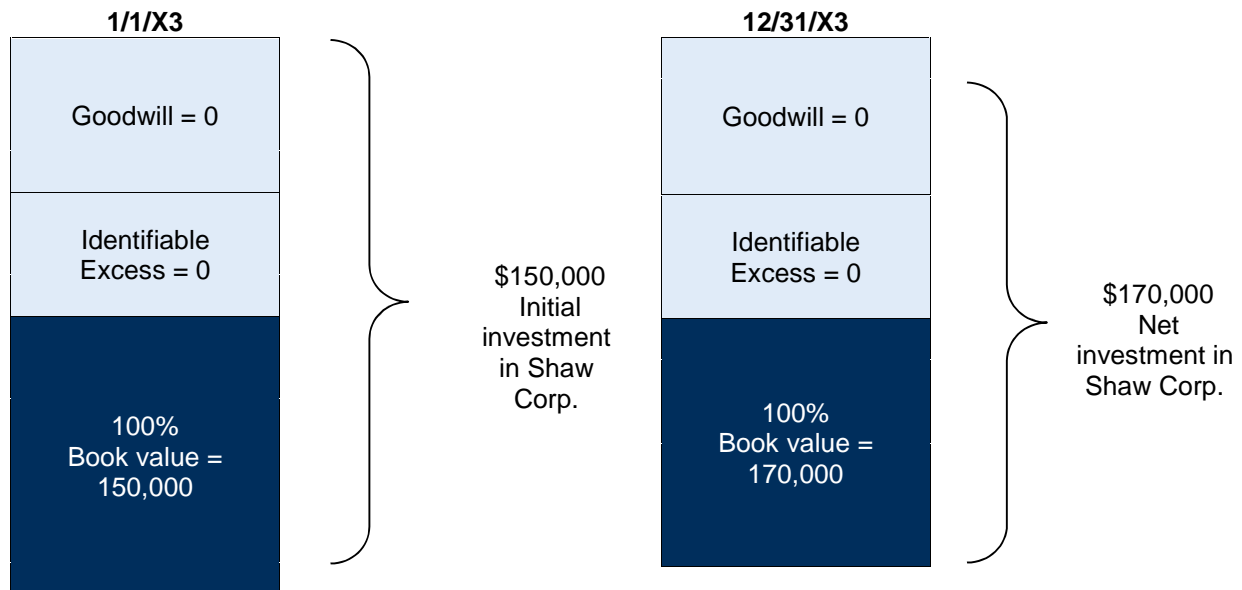 1/1/X3
Goodwill = 0
Identifiable
Excess = 0
100%
Book value =
150,000
$150,000
Initial
investment
in Shaw
Corp.
12/31/X3
Goodwill = 0
Identifiable
Excess = 0
100%
Book value =
170,000
$170,000
Net
investment in
Shaw Corp.